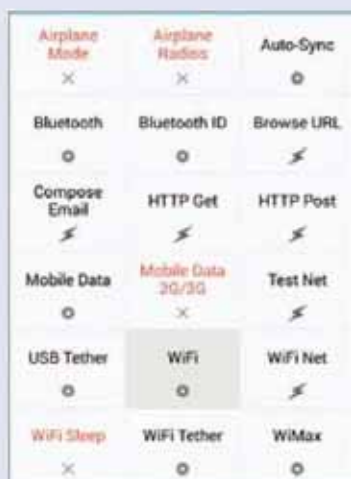 Airplane Mode
Airplane Radios
Auto-Sync
Bluetooth
Bluetooth ID
Browse URL
Compose Email
HTTP Get
HTTP Post
Mobile Data
Mobile Data 2G/3G
Test Net
USB Tether
WiFi
WiFi Net
WiFi Sleep
WiFi Tether
WiMax